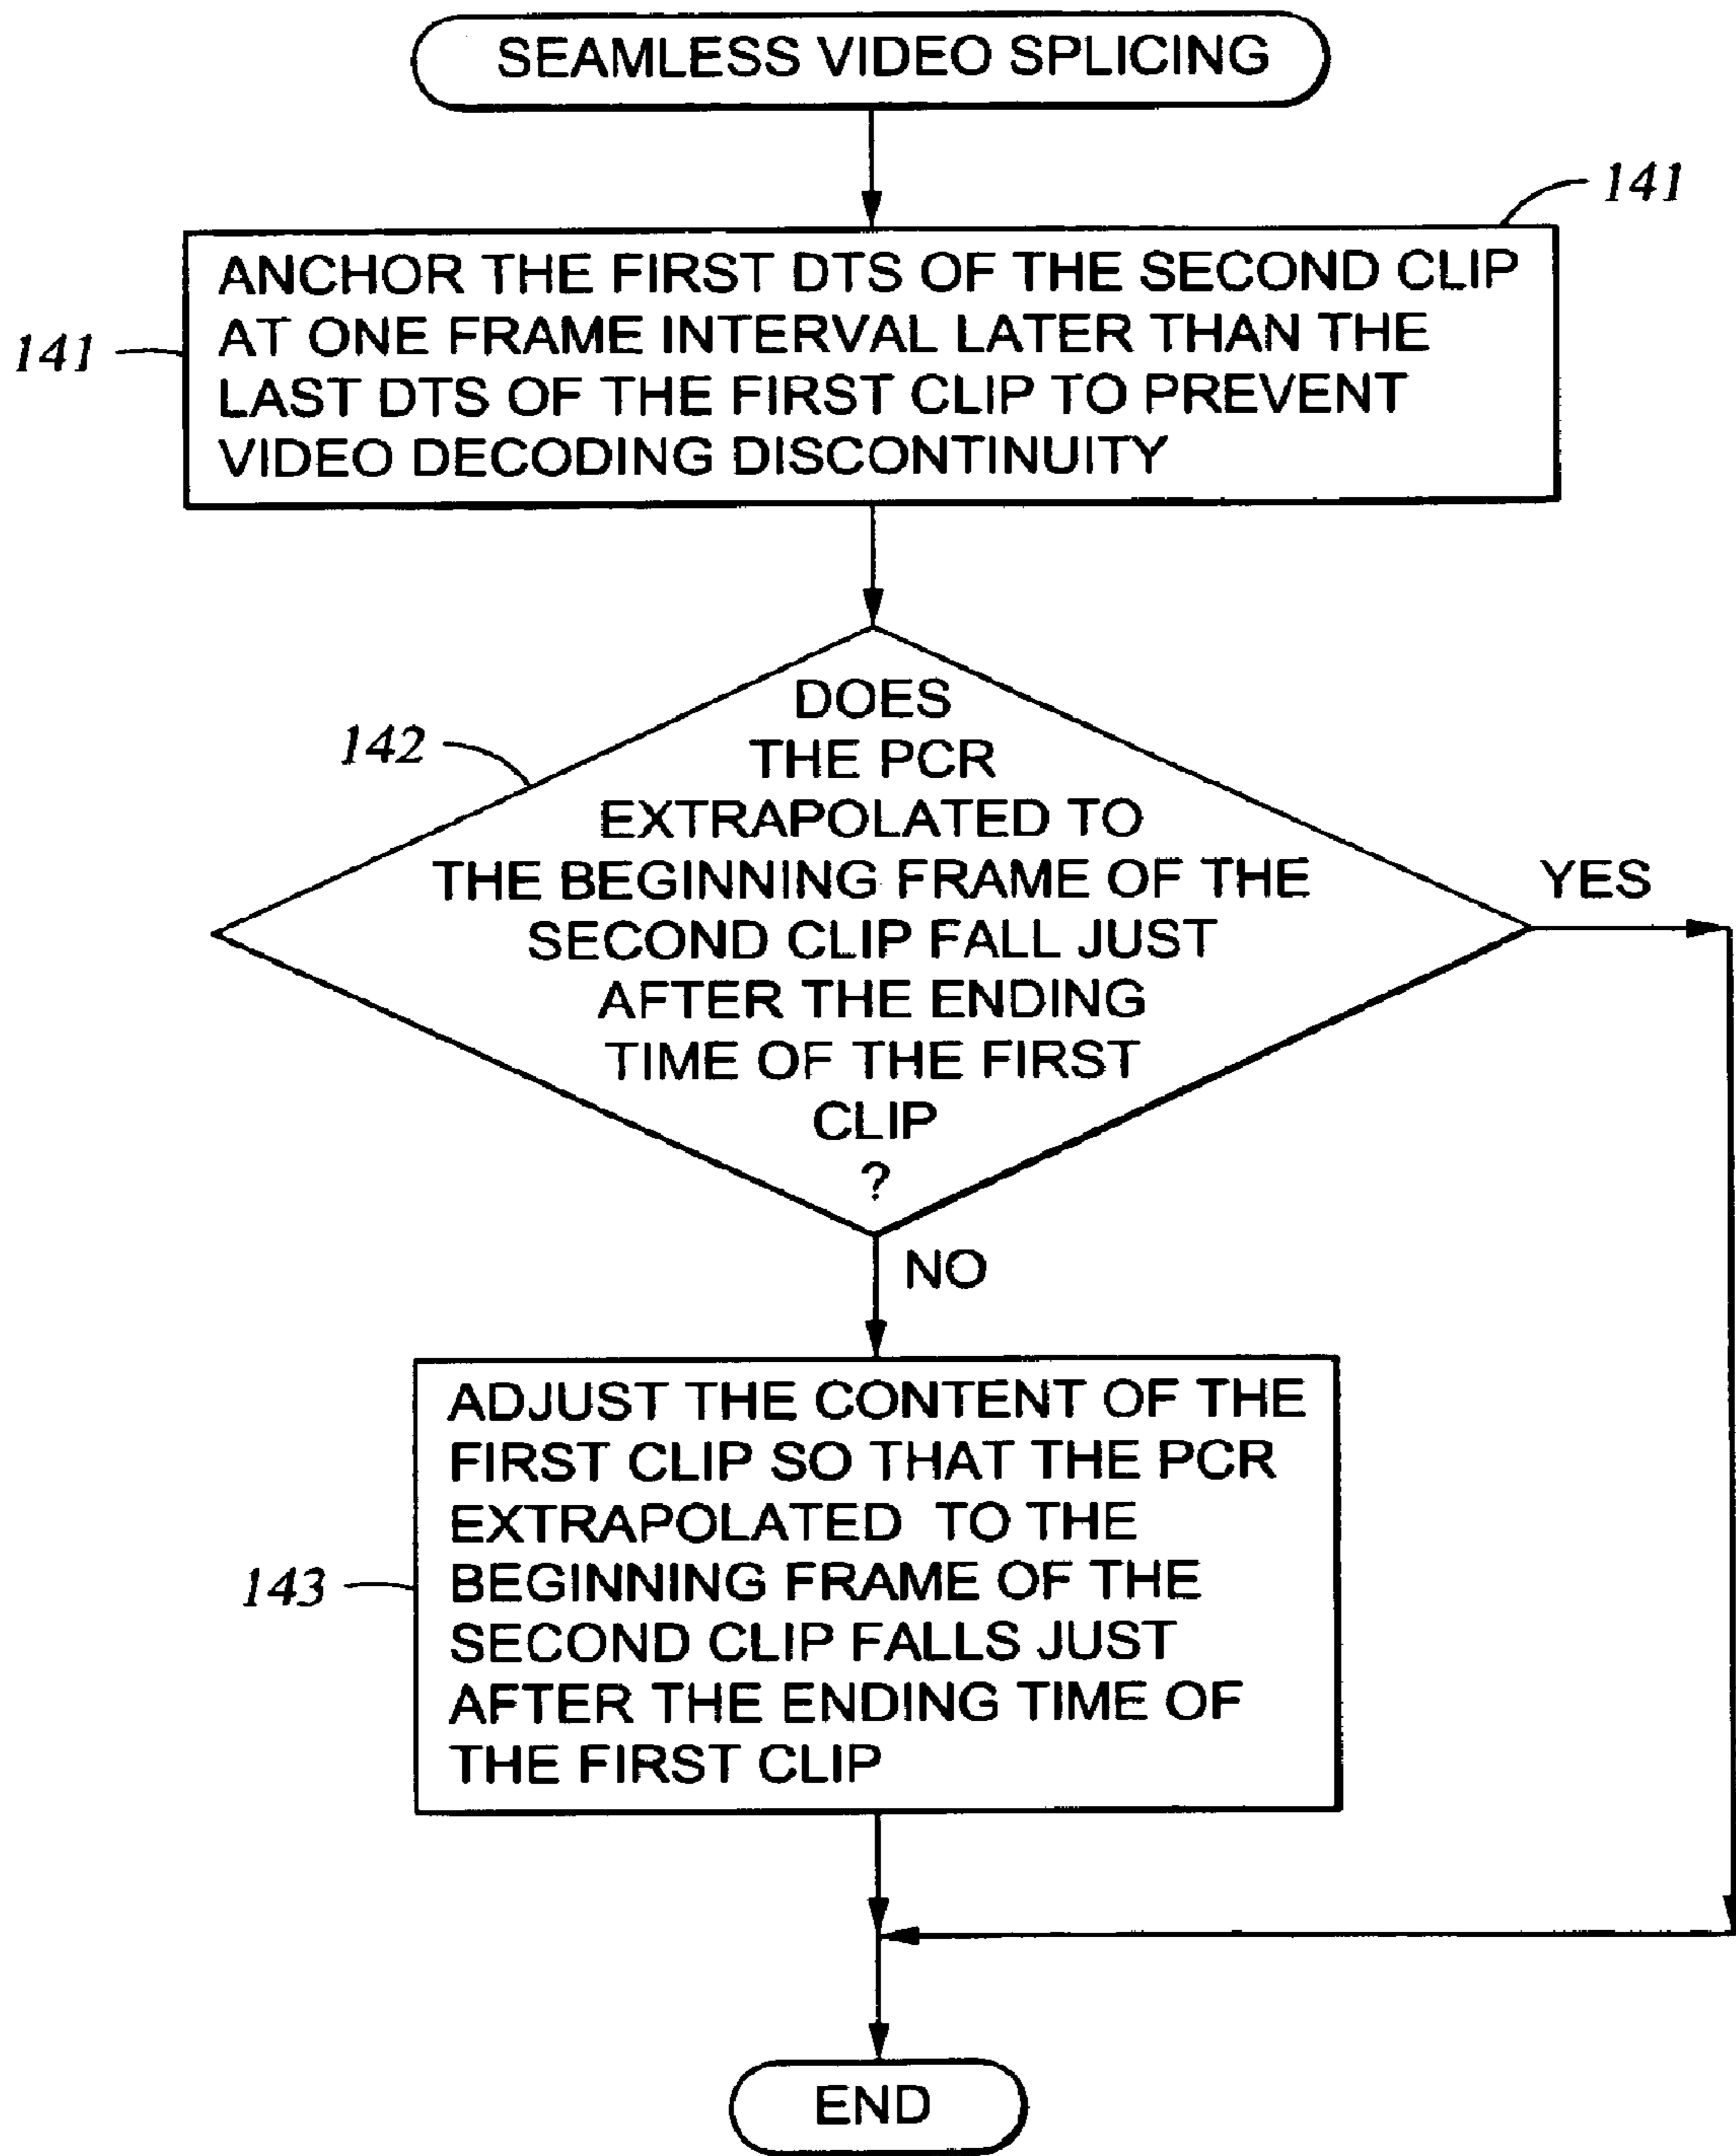 SEAMLESS VIDEO SPLICING
141
ANCHOR THE FIRST DTS OF THE SECOND CLIP
AT ONE FRAME INTERVAL LATER THAN THE
141
LAST DTS OF THE FIRST CLIP TO PREVENT
VIDEO DECODING DISCONTINUITY
DOES
142
THE PCR
EXTRAPOLATED TO
THE BEGINNING FRAME OF THE
YES
SECOND CLIP FALL JUST
AFTER THE ENDING
TIME OF THE FIRST
CLIP
?
NO
ADJUST THE CONTENT OF THE
FIRST CLIP SO THAT THE PCR
EXTRAPOLATED TO THE
143
BEGINNING FRAME OF THE
SECOND CLIP FALLS JUST
AFTER THE ENDING TIME OF
THE FIRST CLIP
END